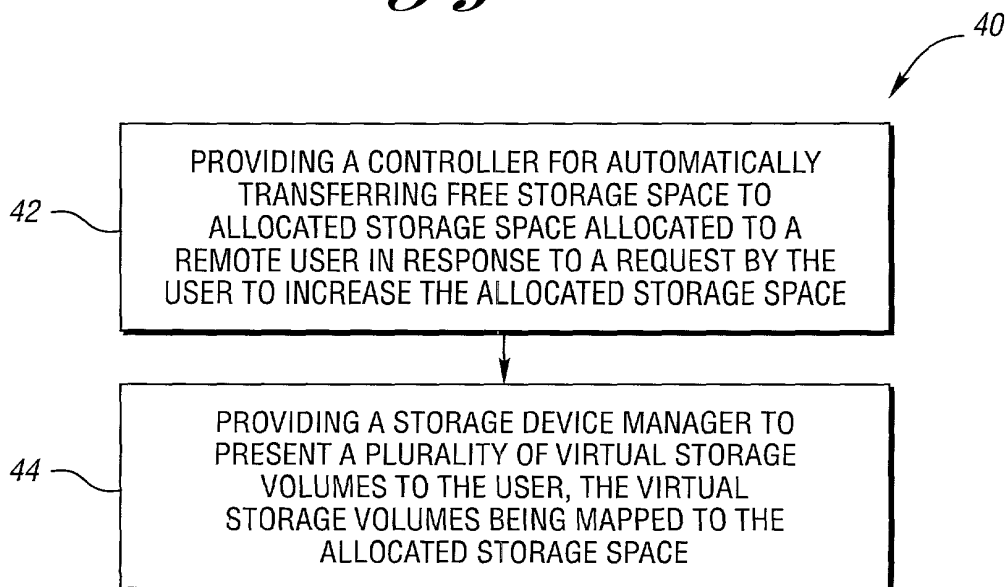 40
42
PROVIDING A CONTROLLER FOR AUTOMATICALLY
TRANSFERRING FREE STORAGE SPACE TO
ALLOCATED STORAGE SPACE ALLOCATED TO A
REMOTE USER IN RESPONSE TO A REQUEST BY THE
USER TO INCREASE THE ALLOCATED STORAGE SPACE
44
PROVIDING A STORAGE DEVICE MANAGER TO
PRESENT A PLURALITY OF VIRTUAL STORAGE
VOLUMES TO THE USER, THE VIRTUAL
STORAGE VOLUMES BEING MAPPED TO THE
ALLOCATED STORAGE SPACE